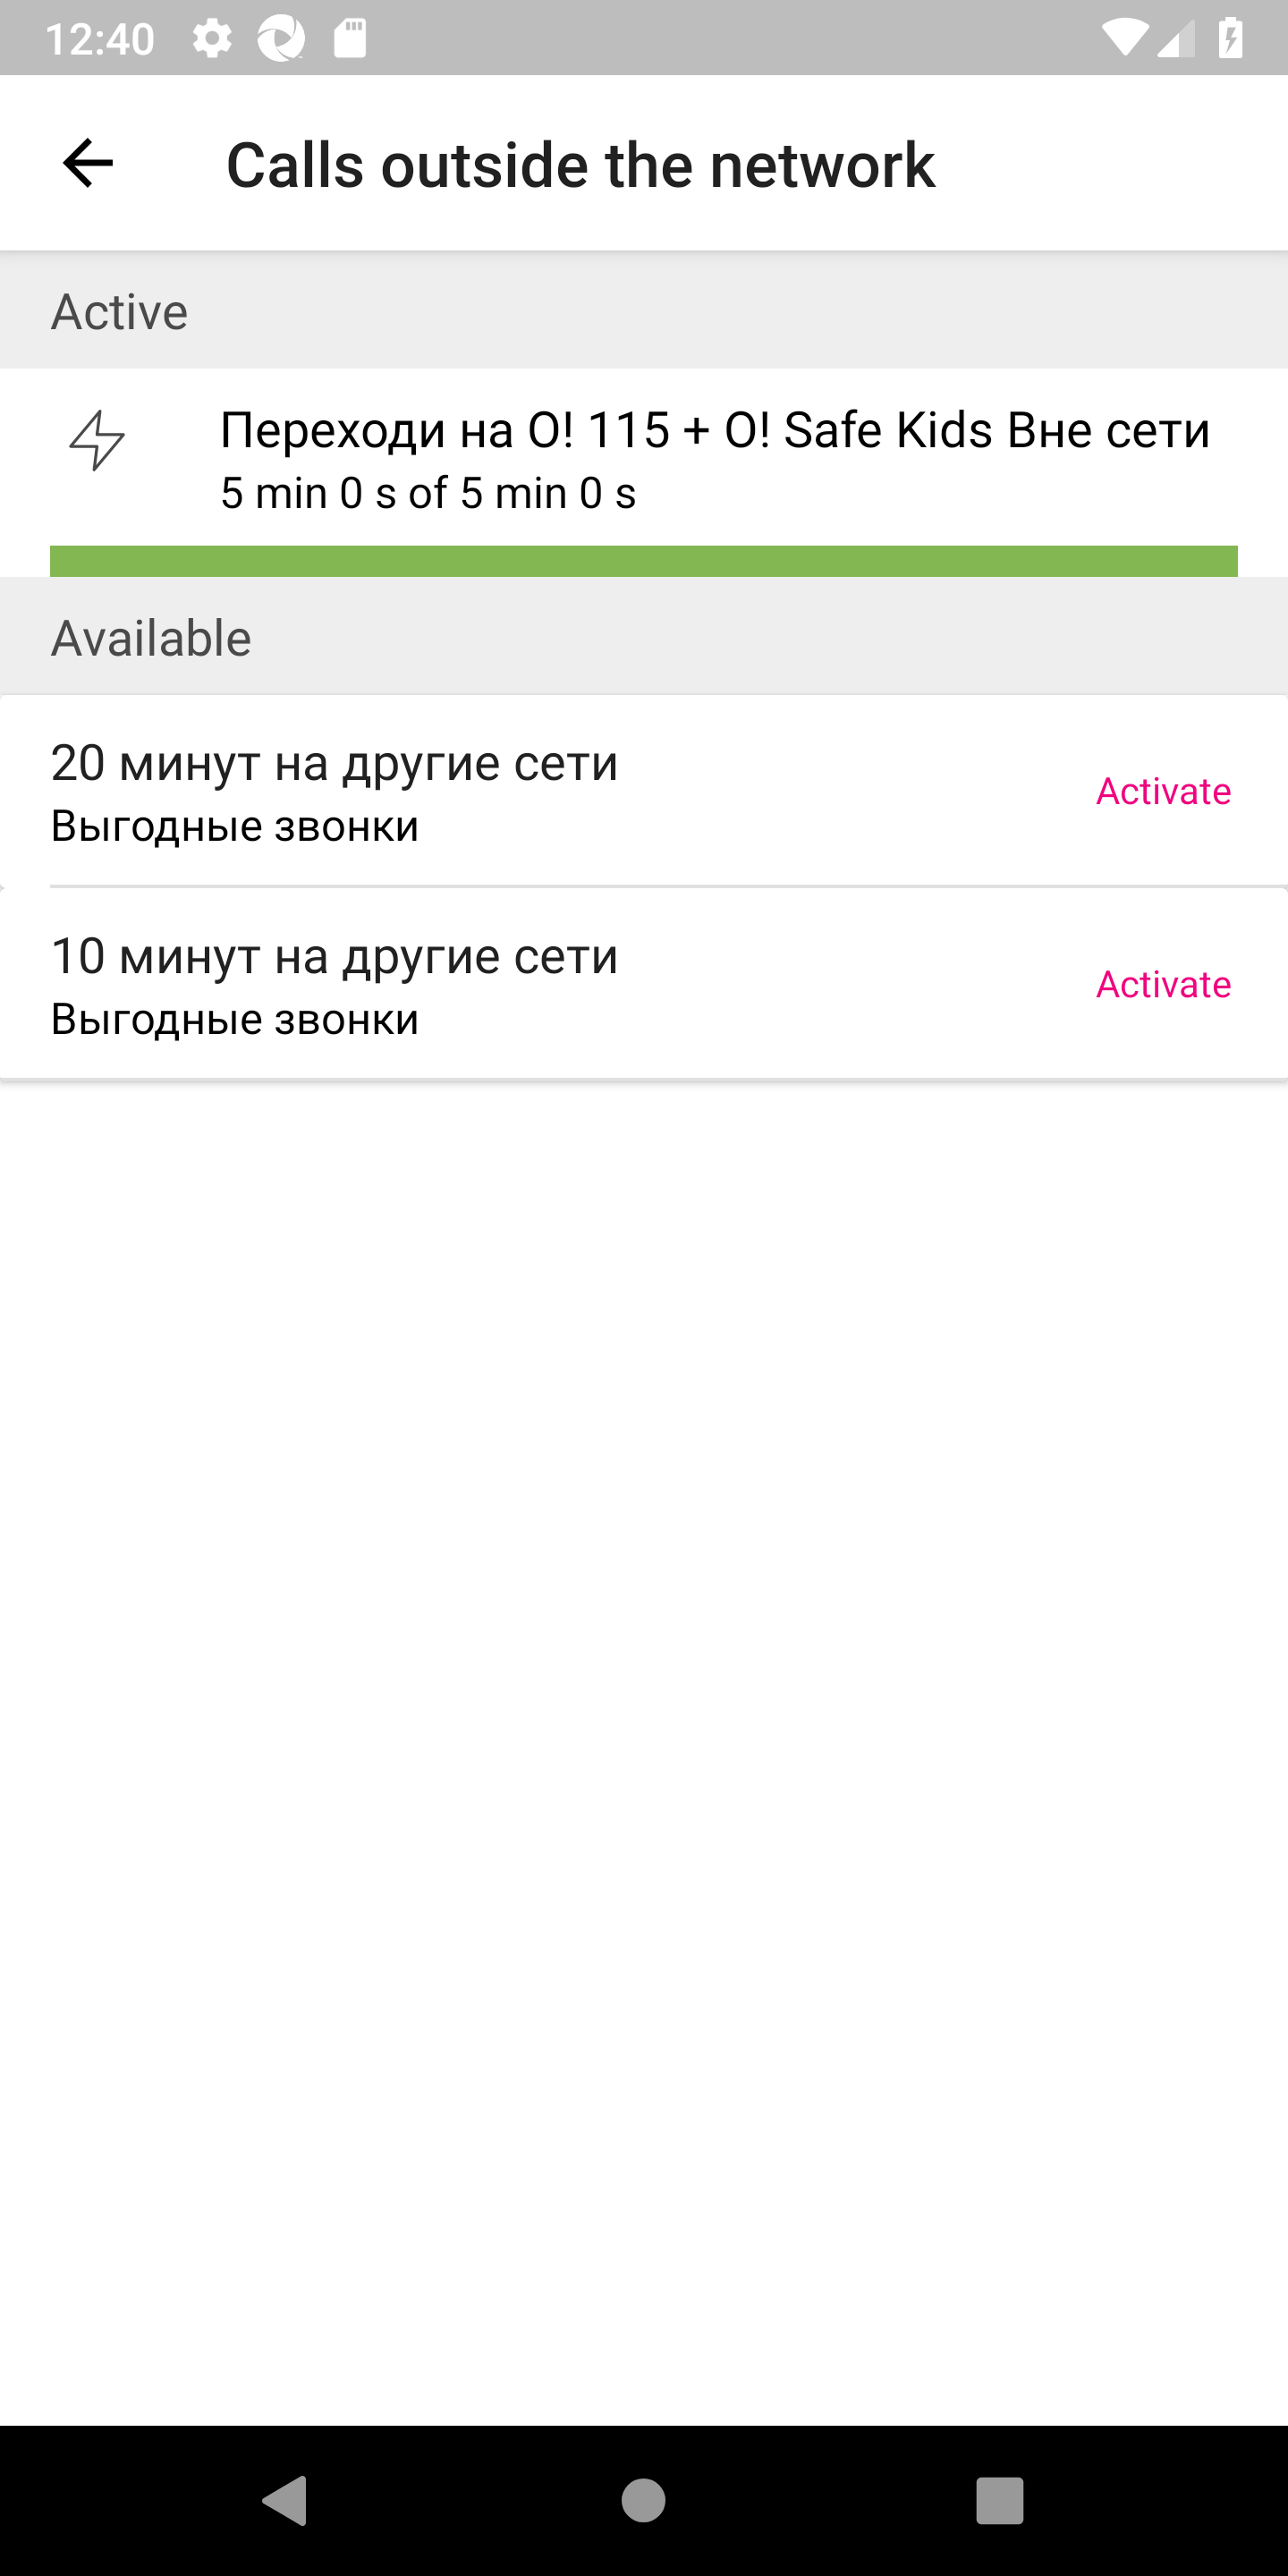 12:40
Calls outside the network
Active
Переходи на О! 115 + О! Safe Kids Вне сети
5 min 0 s of 5 min 0 s
Available
20 минут на другие сети
Выгодные звонки
Activate
10 минут на другие сети
Выгодные звонки
Activate